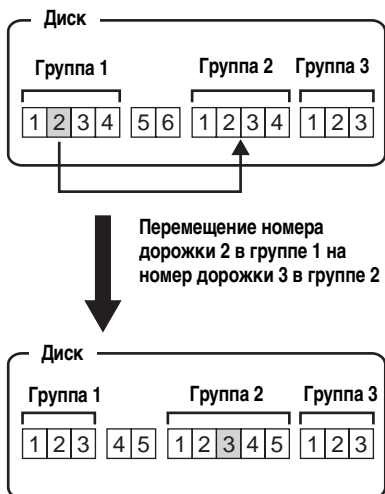 Диск
Группа 1 Группа 2 Группа 3
1 2 3 4 5 6 1 2 3 4 1 2 3
Перемещение номера
дорожки 2 в группе 1 на
номер дорожки 3 в группе 2
Диск
Группа 1 Группа 2 Группа 3
1 2 3 4 5 1 2 3 4 5 1 2 3